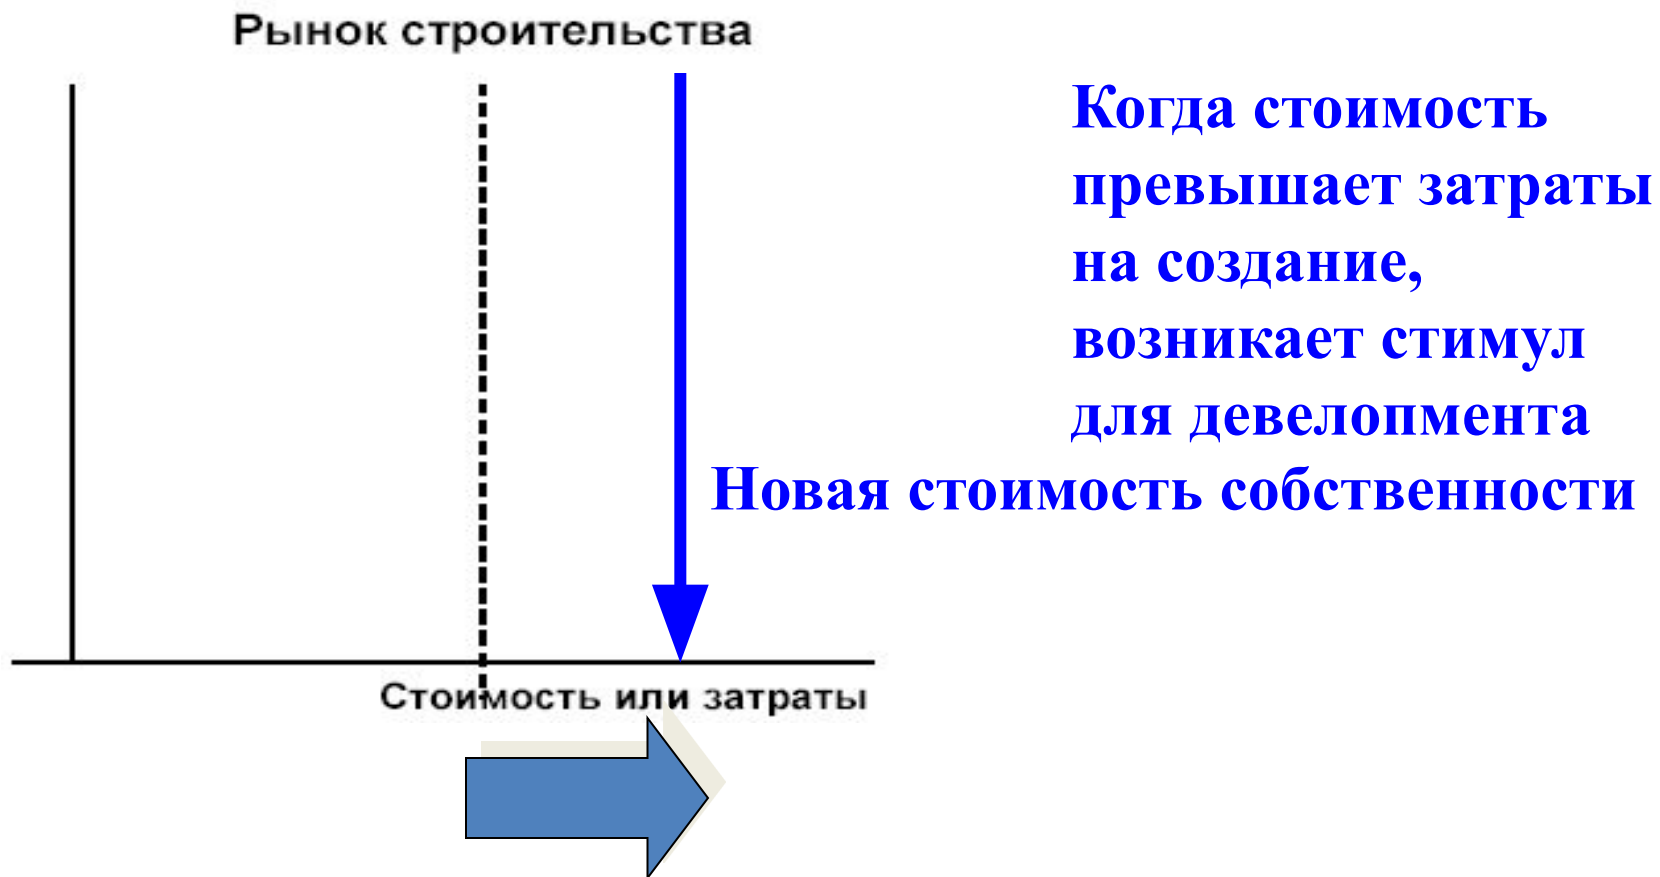 Рынок строительства
Когда стоимость
превышает затраты
на создание,
возникает стимул
для девелопмента
Новая стоимость собственности
Стоимость или затраты